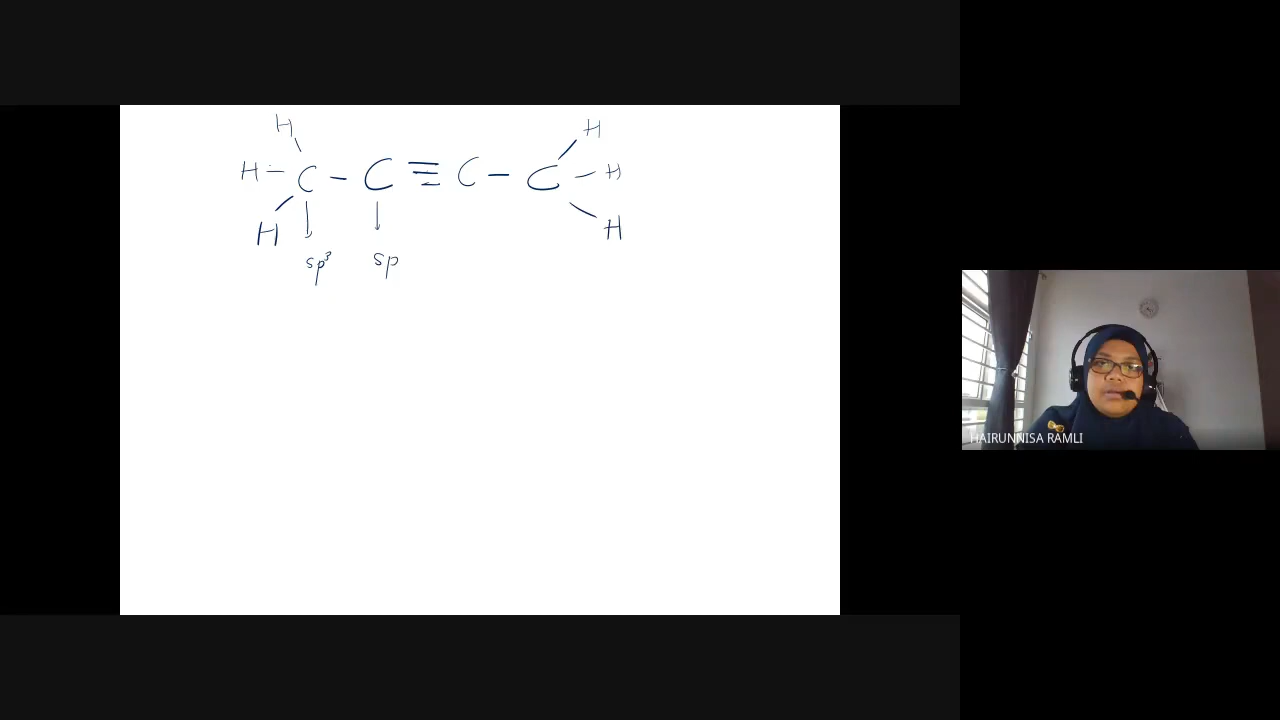 H H
H - C - C ≡ C - C - H
H H
sp³ sp
HAIRUNNISA RAMLI